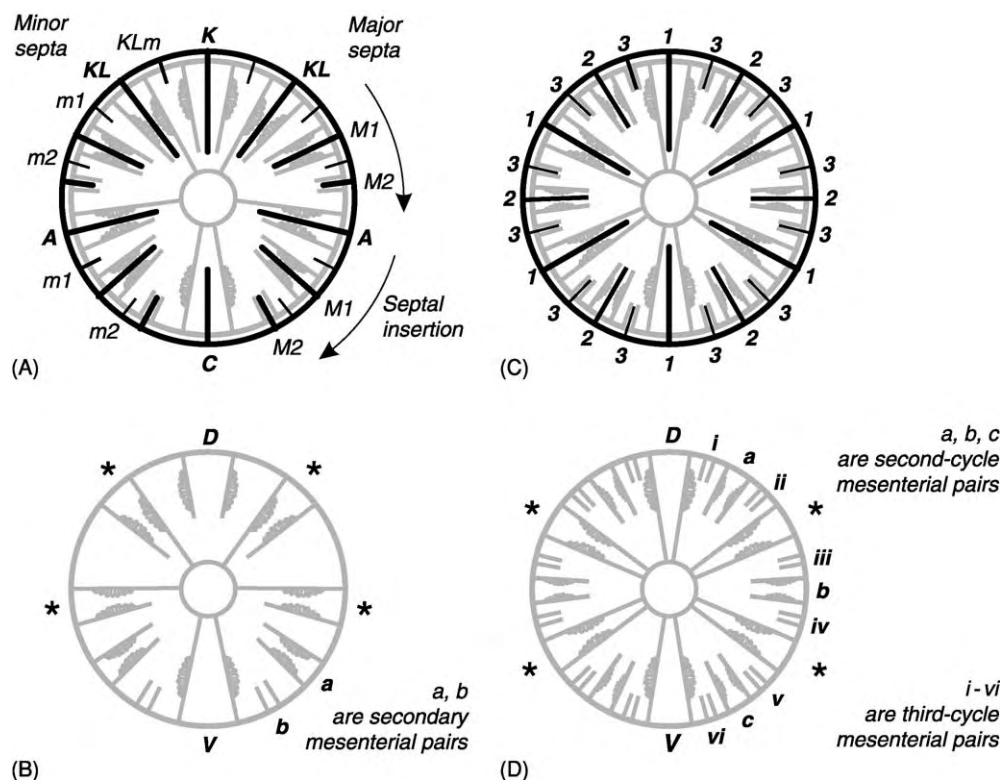 Minor
septa
KLm
K
Major
septa
KL
KL
m1
M1
m2
M2
A
A
m1
M1
m2
Septal
insertion
M2
C
(A)
1
3
3
2
2
3
3
1
1
3
3
2
2
3
3
1
1
3
3
2
2
3
3
1
(C)
D
*
*
*
*
a
b
V
a, b
are secondary
mesenterial pairs
(B)
D
i
a
ii
*
*
iii
b
iv
*
*
v
c
vi
V
a, b, c
are second-cycle
mesenterial pairs
i - vi
are third-cycle
mesenterial pairs
(D)